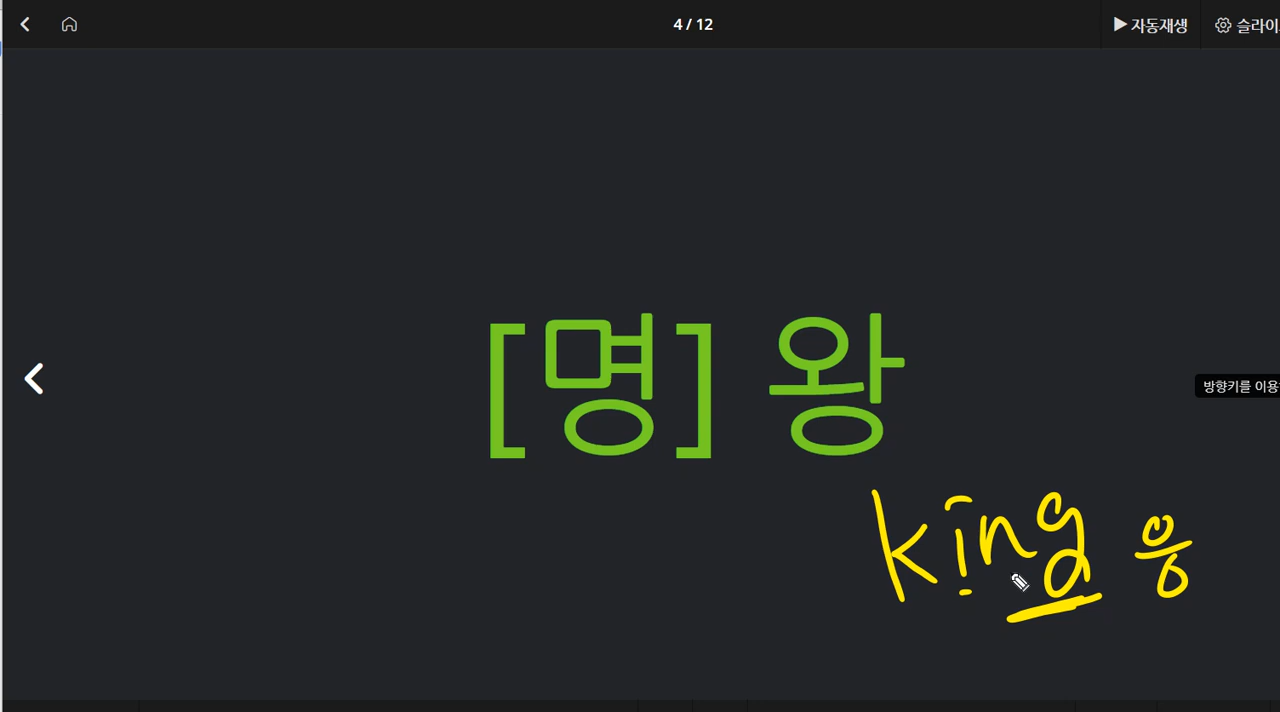 4 / 12
▶ 자동재생
슬라이
[명] 왕
방향키를 이용
king 응